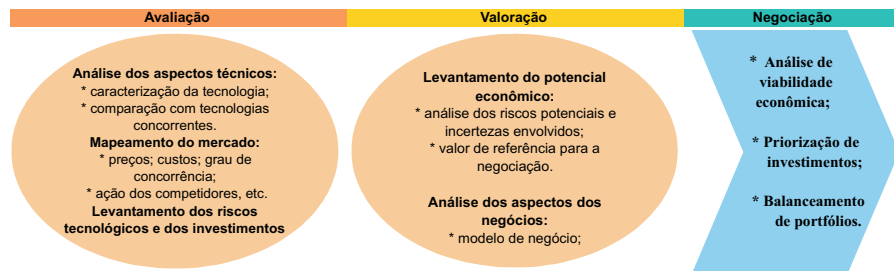 Avaliação
Análise dos aspectos técnicos:
* caracterização da tecnologia;
* comparação com tecnologias
concorrentes.
Mapeamento do mercado:
* preços; custos; grau de
concorrência;
* ação dos competidores, etc.
Levantamento dos riscos
tecnológicos e dos investimentos
Valoração
Levantamento do potencial
econômico:
* análise dos riscos potenciais e
incertezas envolvidos;
* valor de referência para a
negociação.
Análise dos aspectos dos
negócios:
* modelo de negócio;
Negociação
* Análise de
viabilidade
econômica;
* Priorização de
investimentos;
* Balanceamento
de portfólios.